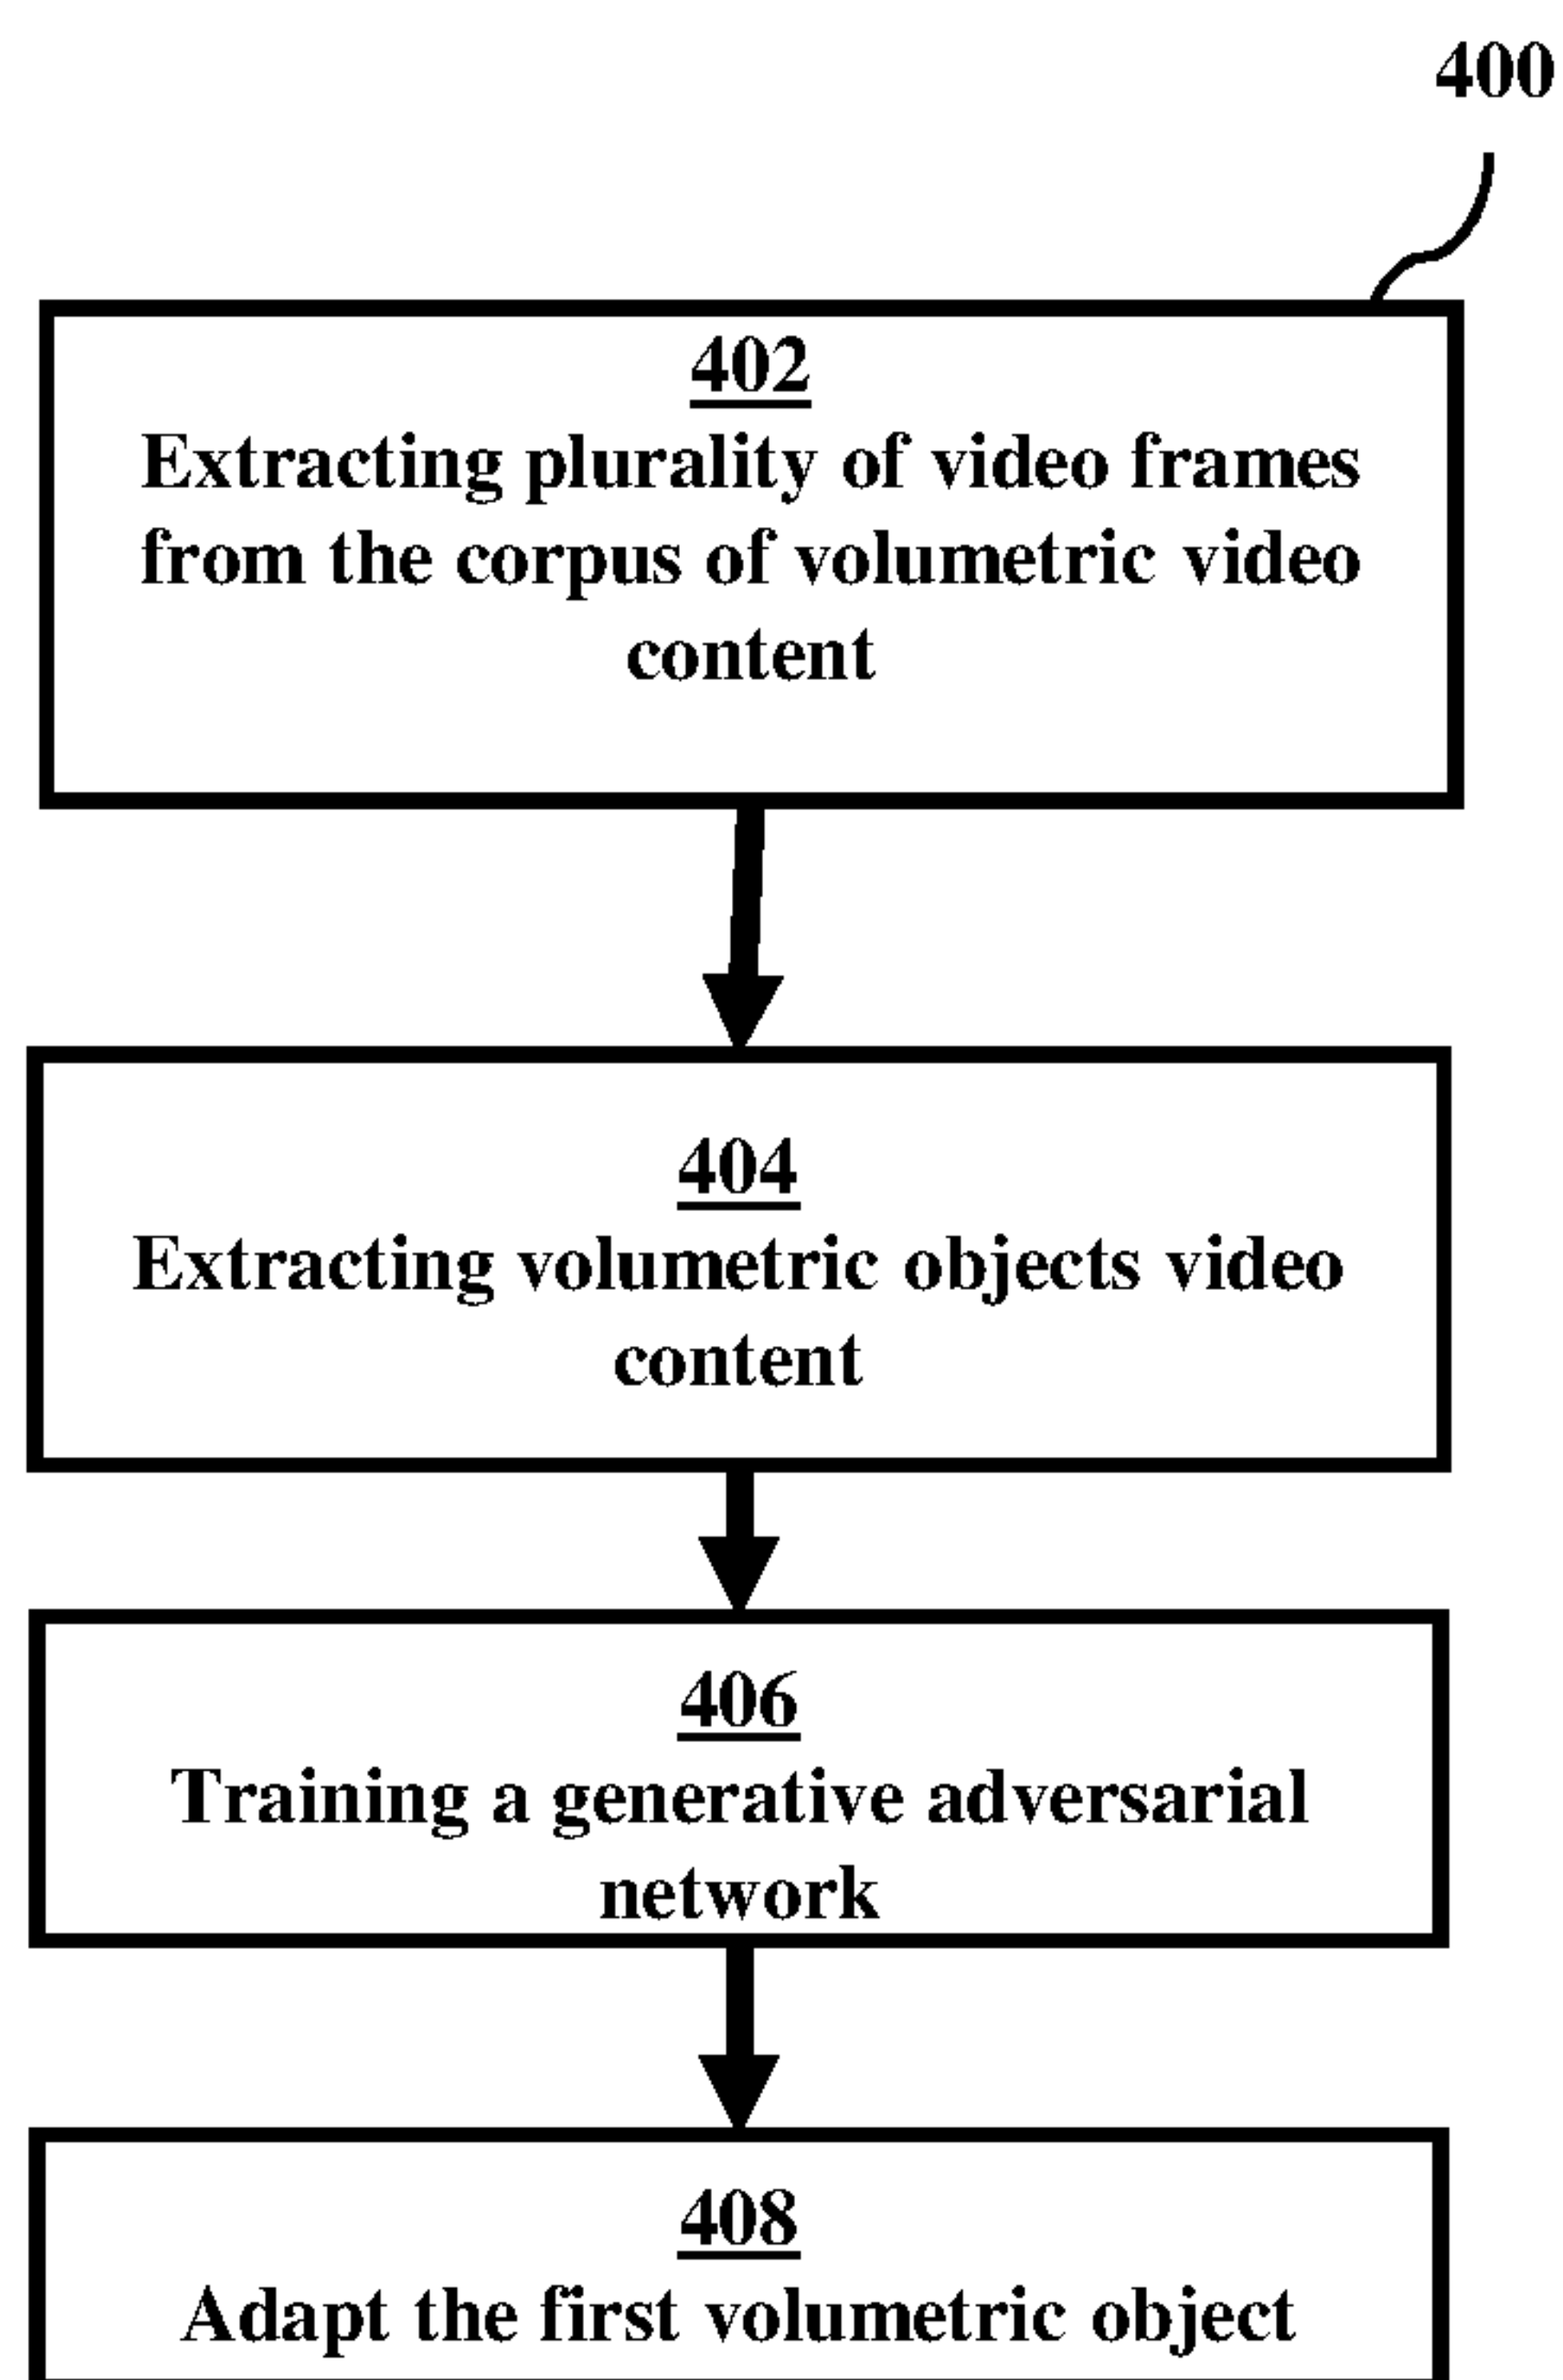 400
402
Extracting plurality of video frames
from the corpus of volumetric video
content
404
Extracting volumetric objects video
content
406
Training a generative adversarial
network
408
Adapt the first volumetric object